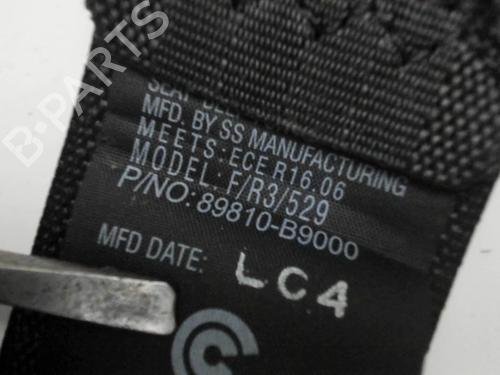 B-PARTS
MFD. BY SS MANUFACTURING
MEETS: ECE R16.06
MODEL: F/R3/529
P/NO: 89810-B9000
MFD DATE: LC4